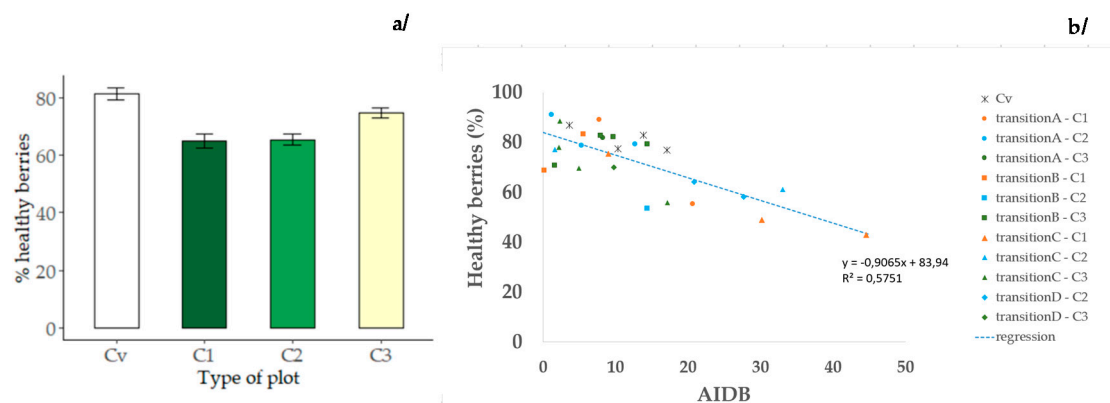 a/
% healthy berries
80
60
40
20
0
Cv
C1
C2
C3
Type of plot
b/
Healthy berries (%)
100
80
60
40
20
0
0
10
20
30
40
50
AIDB
y = -0,9065x + 83,94
R² = 0,5751
Cv
transitionA - C1
transitionA - C2
transitionA - C3
transitionB - C1
transitionB - C2
transitionB - C3
transitionC - C1
transitionC - C2
transitionC - C3
transitionD - C2
transitionD - C3
regression